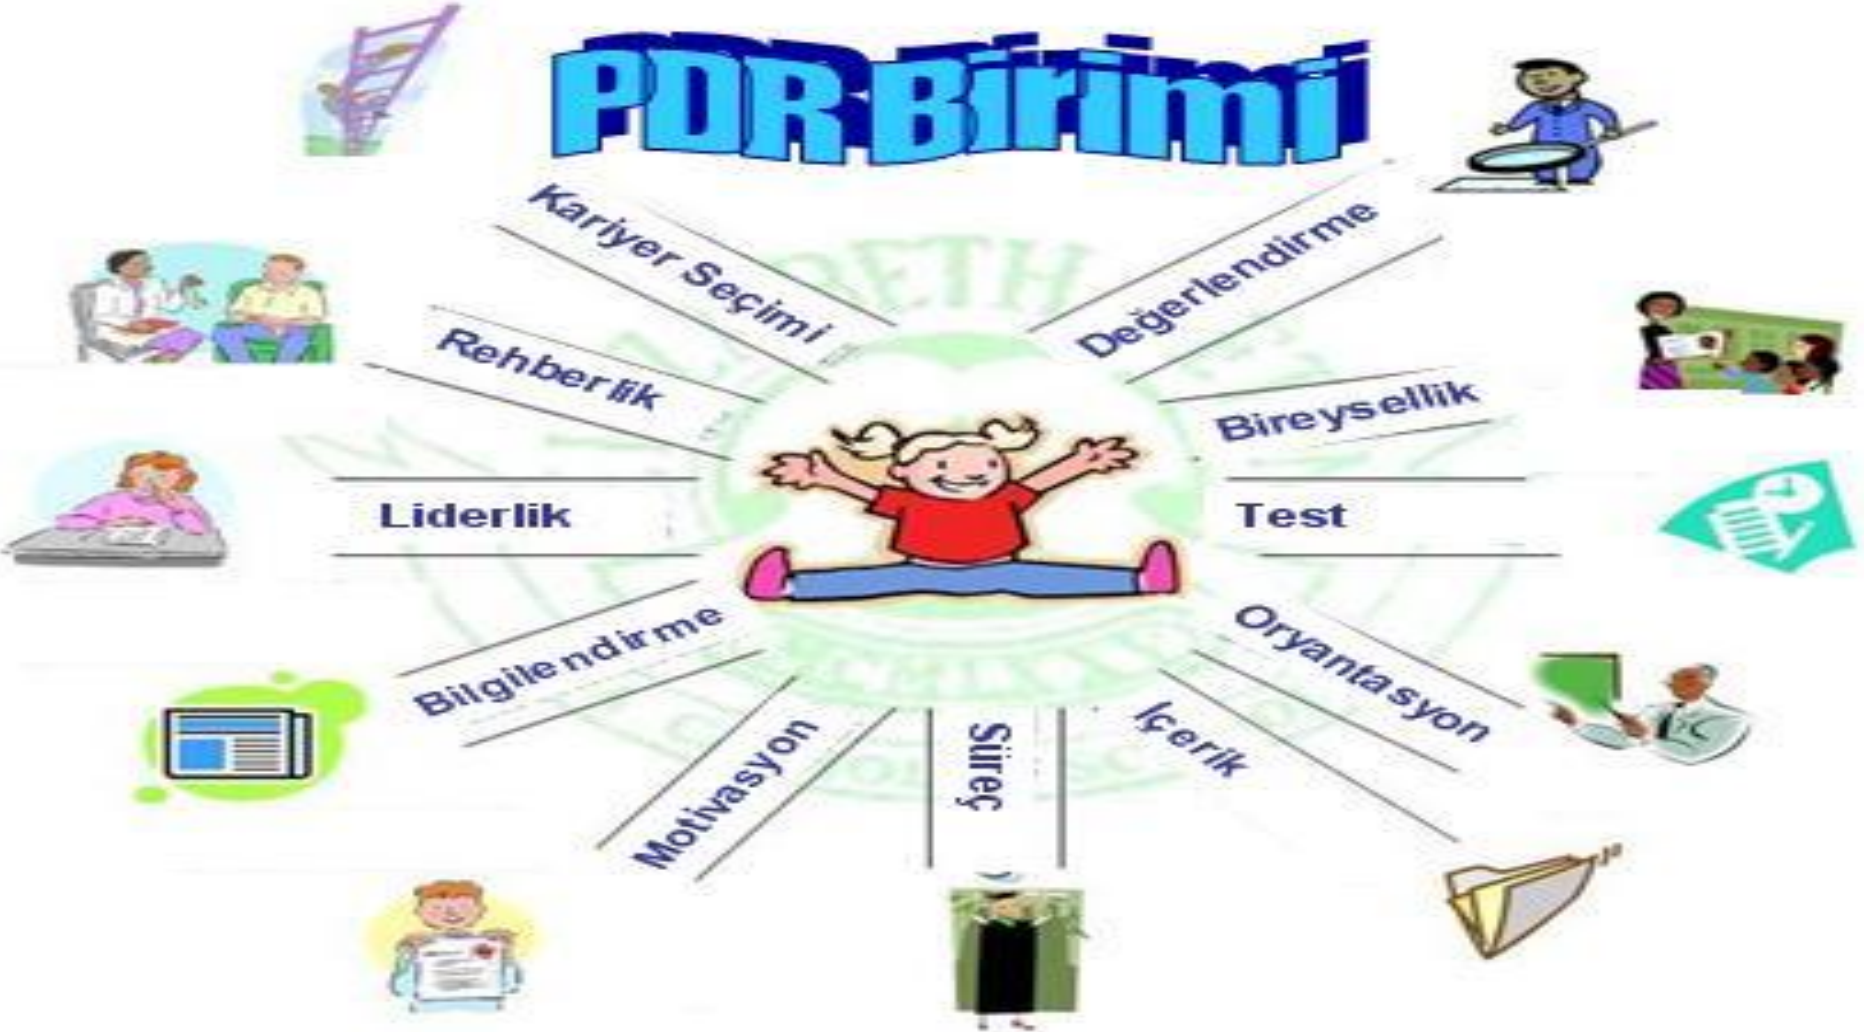 PDR Birimi
Kariyer Seçimi
Değerlendirme
Rehberlik
Bireysellik
Liderlik
Test
Bilgilendirme
Oryantasyon
Motivasyon
Süreç
İçerik